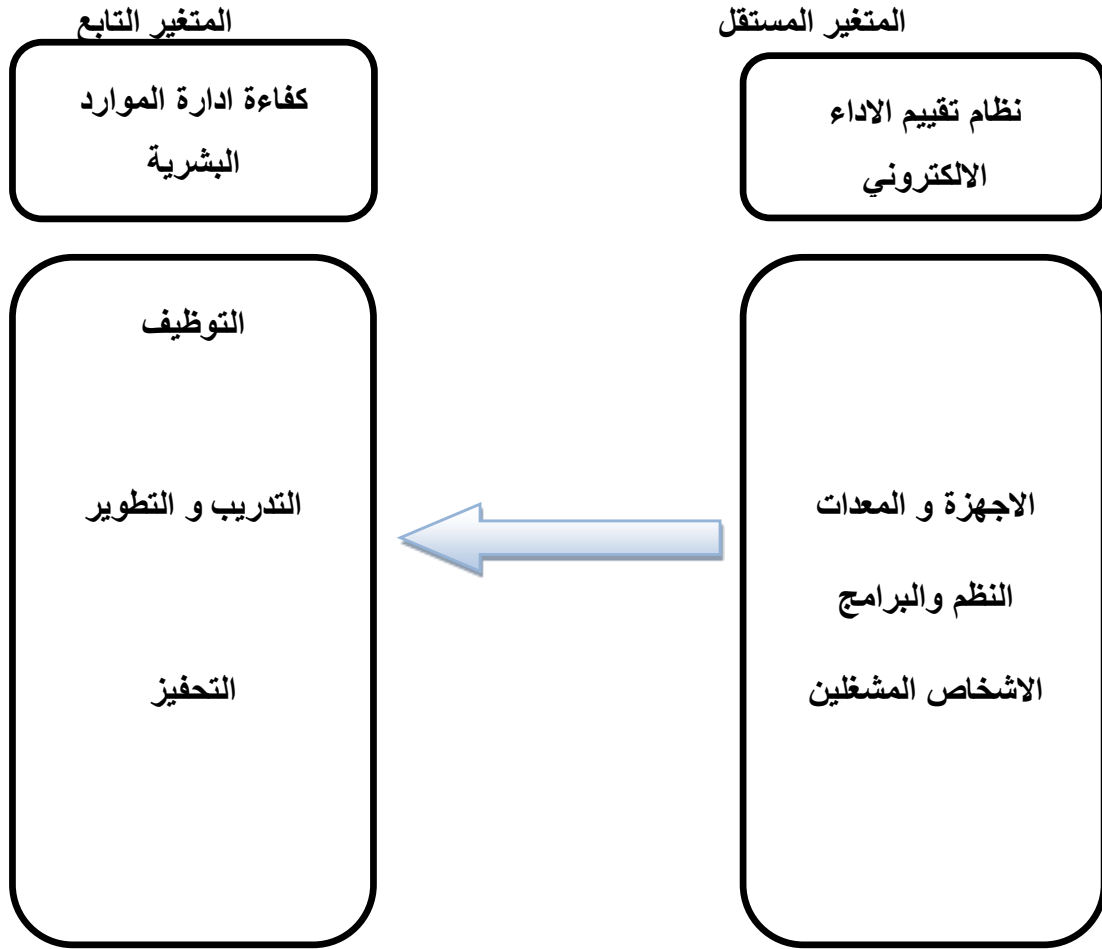 المتغير المستقل
المتغير التابع
نظام تقييم الاداء
الالكتروني
كفاءة ادارة الموارد
البشرية
الاجهزة و المعدات
النظم والبرامج
الاشخاص المشغلين
التوظيف
التدريب و التطوير
التحفيز